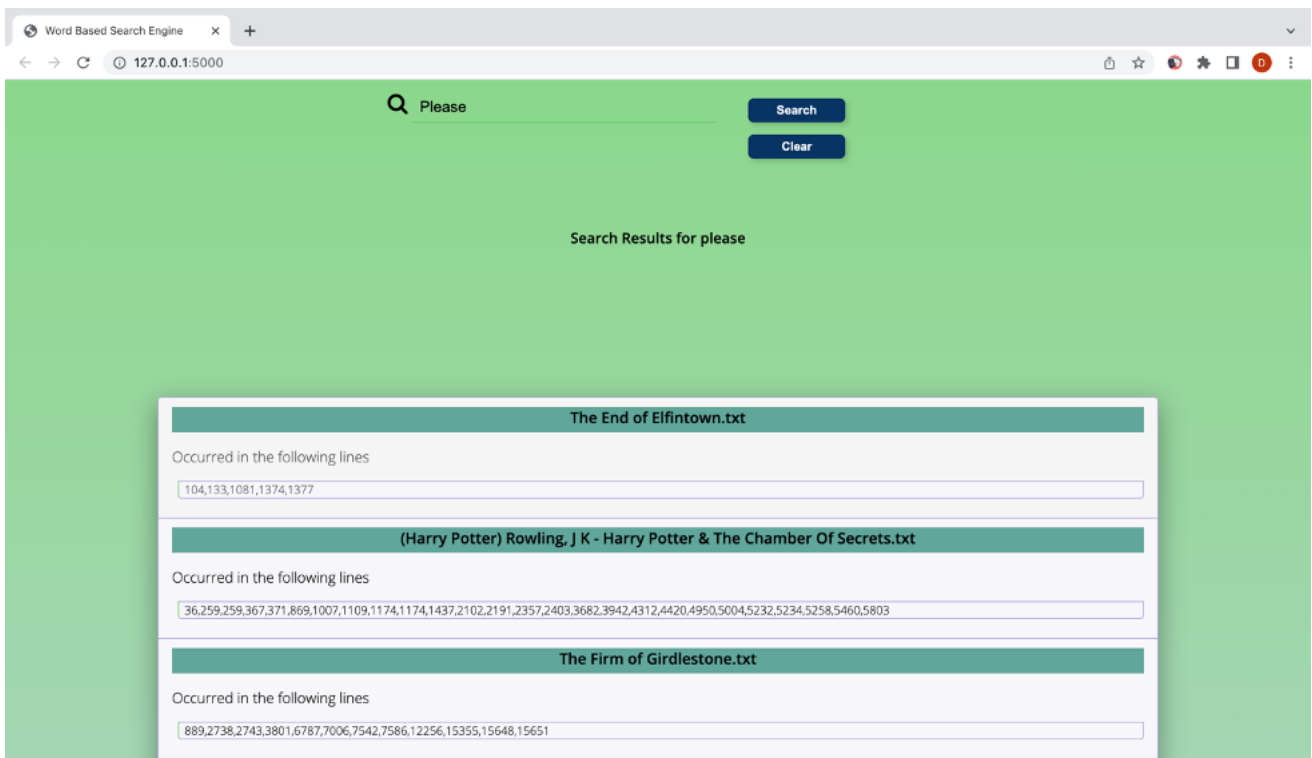 Word Based Search Engine
127.0.0.1:5000
D
Please
Search
Clear
Search Results for please
The End of Elfintown.txt
Occurred in the following lines
104,133,1081,1374,1377
(Harry Potter) Rowling, J K - Harry Potter & The Chamber Of Secrets.txt
Occurred in the following lines
36,259,259,367,371,869,1007,1109,1174,1174,1437,2102,2191,2357,2403,3682,3942,4312,4420,4950,5004,5232,5234,5258,5460,5803
The Firm of Girdlestone.txt
Occurred in the following lines
889,2738,2743,3801,6787,7006,7542,7586,12256,15355,15648,15651